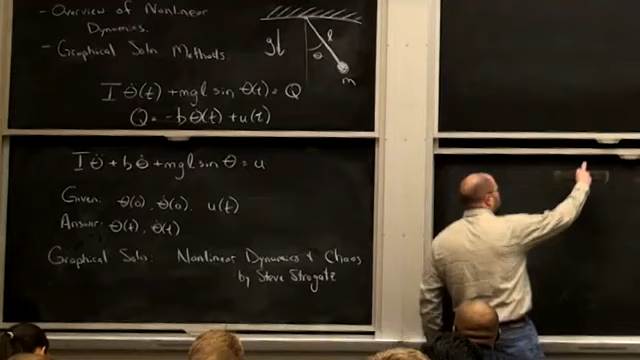 - Overview of Nonlinear
Dynamics.
- Graphical Soln Methods.
g↓
θ
l
m
I θ̈(t) + mgl sin θ(t) = Q
Q = -b θ̇(t) + u(t)
I θ̈ + b θ̇ + mgl sin θ = u
Given: θ(0), θ̇(0), u(t)
Answer: θ(t), θ̇(t)
Graphical Soln: Nonlinear Dynamics & Chaos
by Steve Strogatz